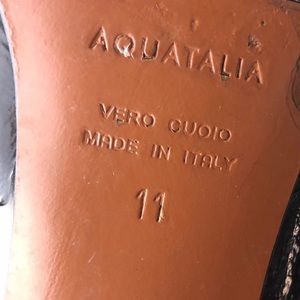 AQUATALIA
VERO CUOIO
MADE IN ITALY
11